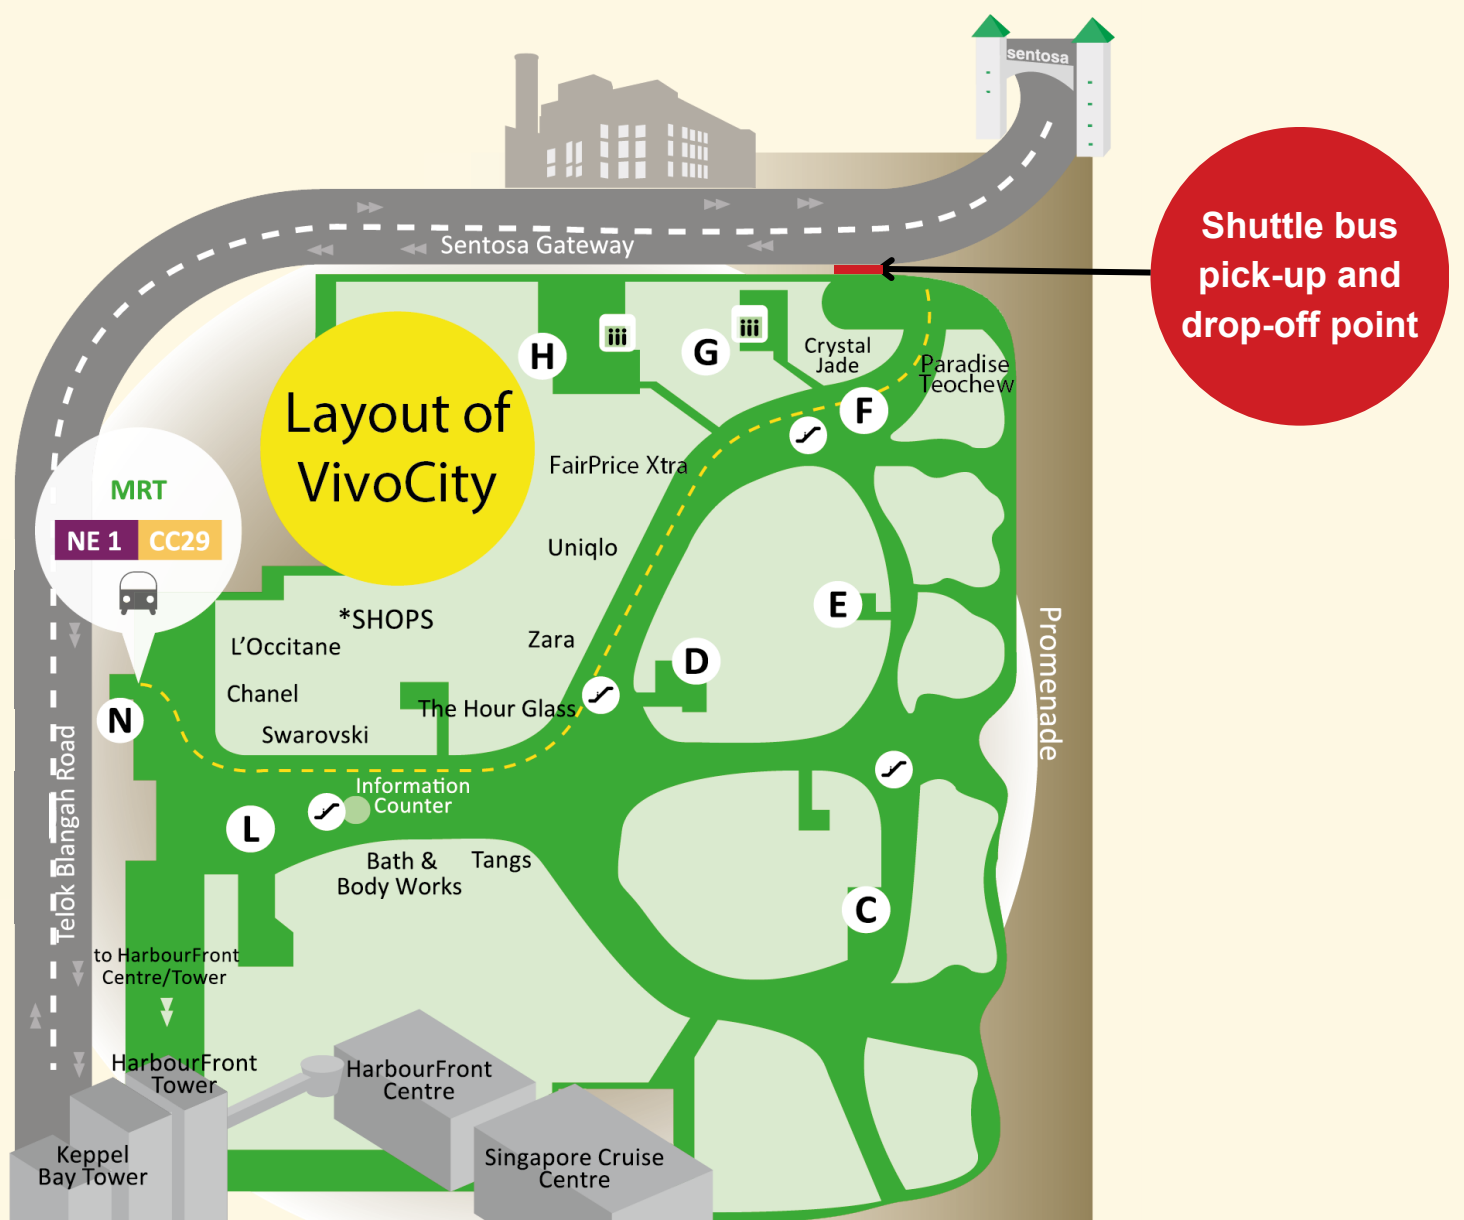 sentosa
Shuttle bus
pick-up and
drop-off point
Sentosa Gateway
H
G
Crystal
Jade
Paradise
Teochew
F
Layout of
VivoCity
FairPrice Xtra
MRT
NE 1
CC29
Uniqlo
E
*SHOPS
L’Occitane
Zara
D
Promenade
Chanel
The Hour Glass
N
Swarovski
Telok Blangah Road
Information
Counter
L
Bath &
Body Works
Tangs
C
to HarbourFront
Centre/Tower
HarbourFront
Tower
HarbourFront
Centre
Keppel
Bay Tower
Singapore Cruise
Centre